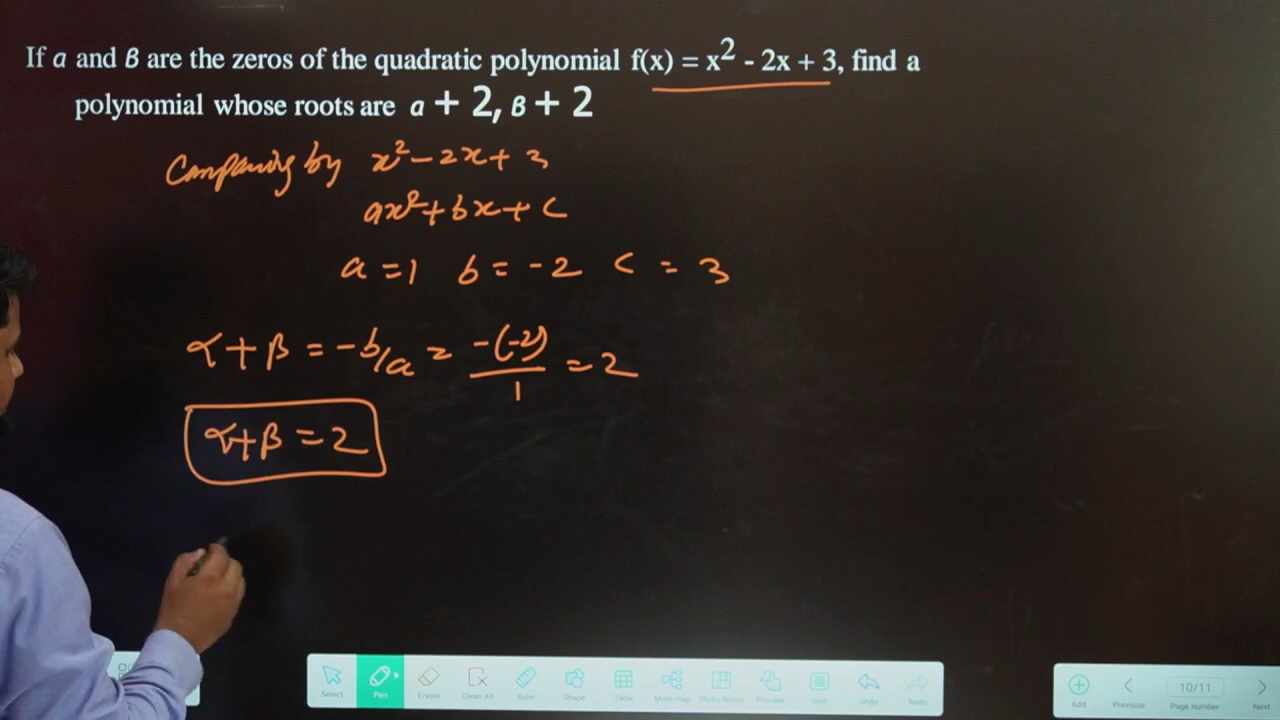 If α and β are the zeros of the quadratic polynomial f(x) = x² - 2x + 3, find a
polynomial whose roots are α + 2, β + 2
Comparing by x² - 2x + 3
ax² + bx + c
a = 1 b = -2 c = 3
α + β = -b/a = -(-2)/1 = 2
α+β = 2
Select Pen Eraser Clean All Ruler Shape Table Mind map Sticky Notes Preview Grid Undo Redo
Add Previous 10/11 Page number Next